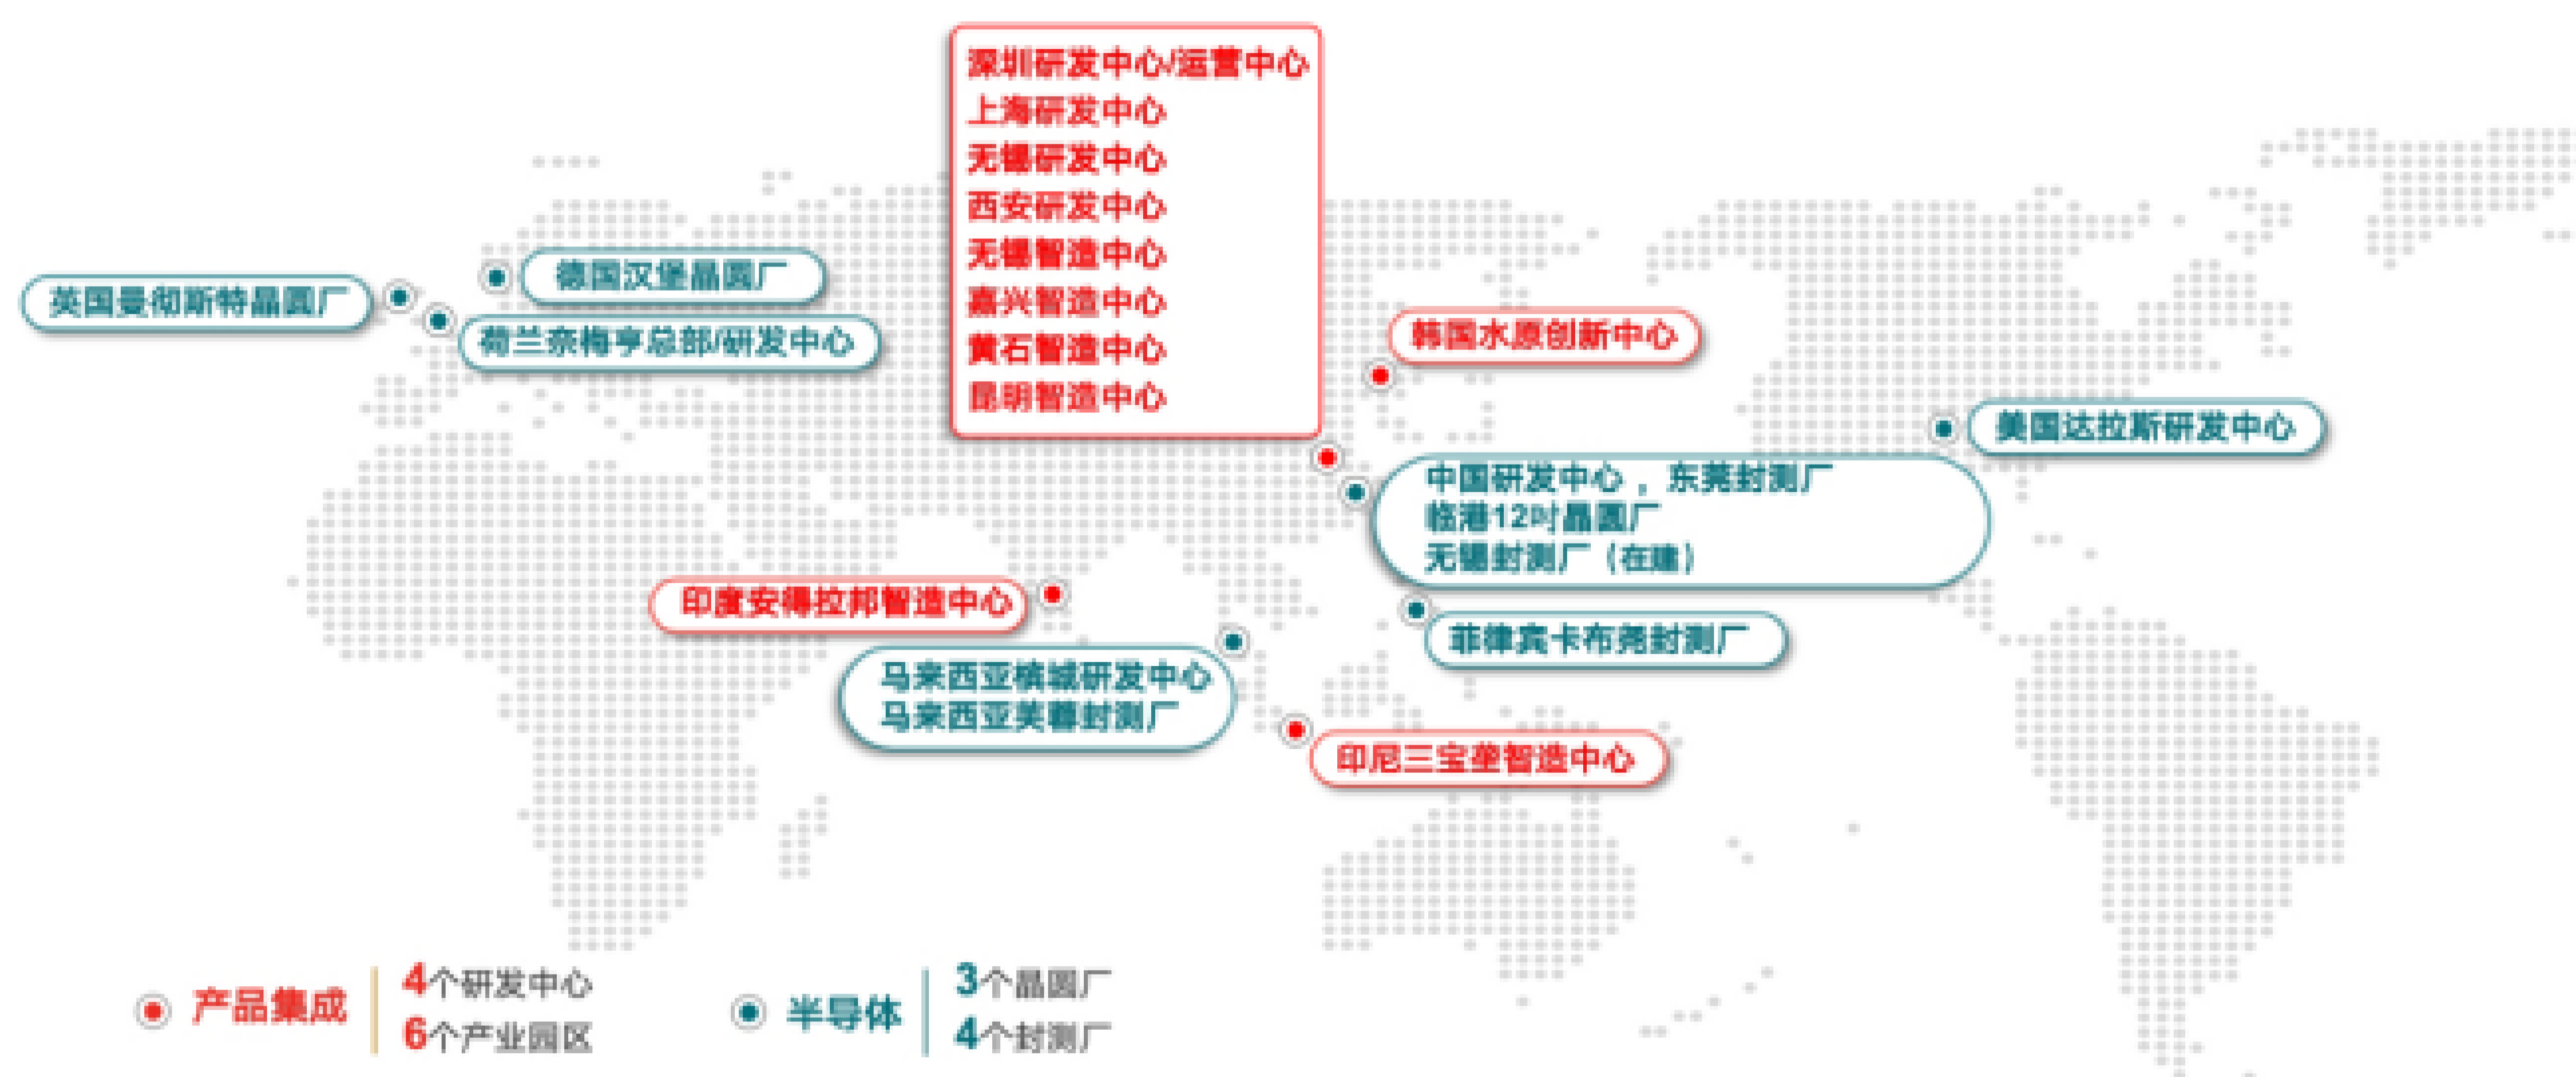 深圳研发中心/运营中心
上海研发中心
无锡研发中心
西安研发中心
无锡智造中心
嘉兴智造中心
黄石智造中心
昆明智造中心
德国汉堡晶圆厂
英国曼彻斯特晶圆厂
荷兰奈梅亨总部/研发中心
韩国水原创新中心
美国达拉斯研发中心
中国研发中心，东莞封测厂
临港12吋晶圆厂
无锡封测厂（在建）
印度安得拉邦智造中心
菲律宾卡布尧封测厂
马来西亚槟城研发中心
马来西亚芙蓉封测厂
印尼三宝垄智造中心
产品集成
4个研发中心
6个产业园区
半导体
3个晶圆厂
4个封测厂